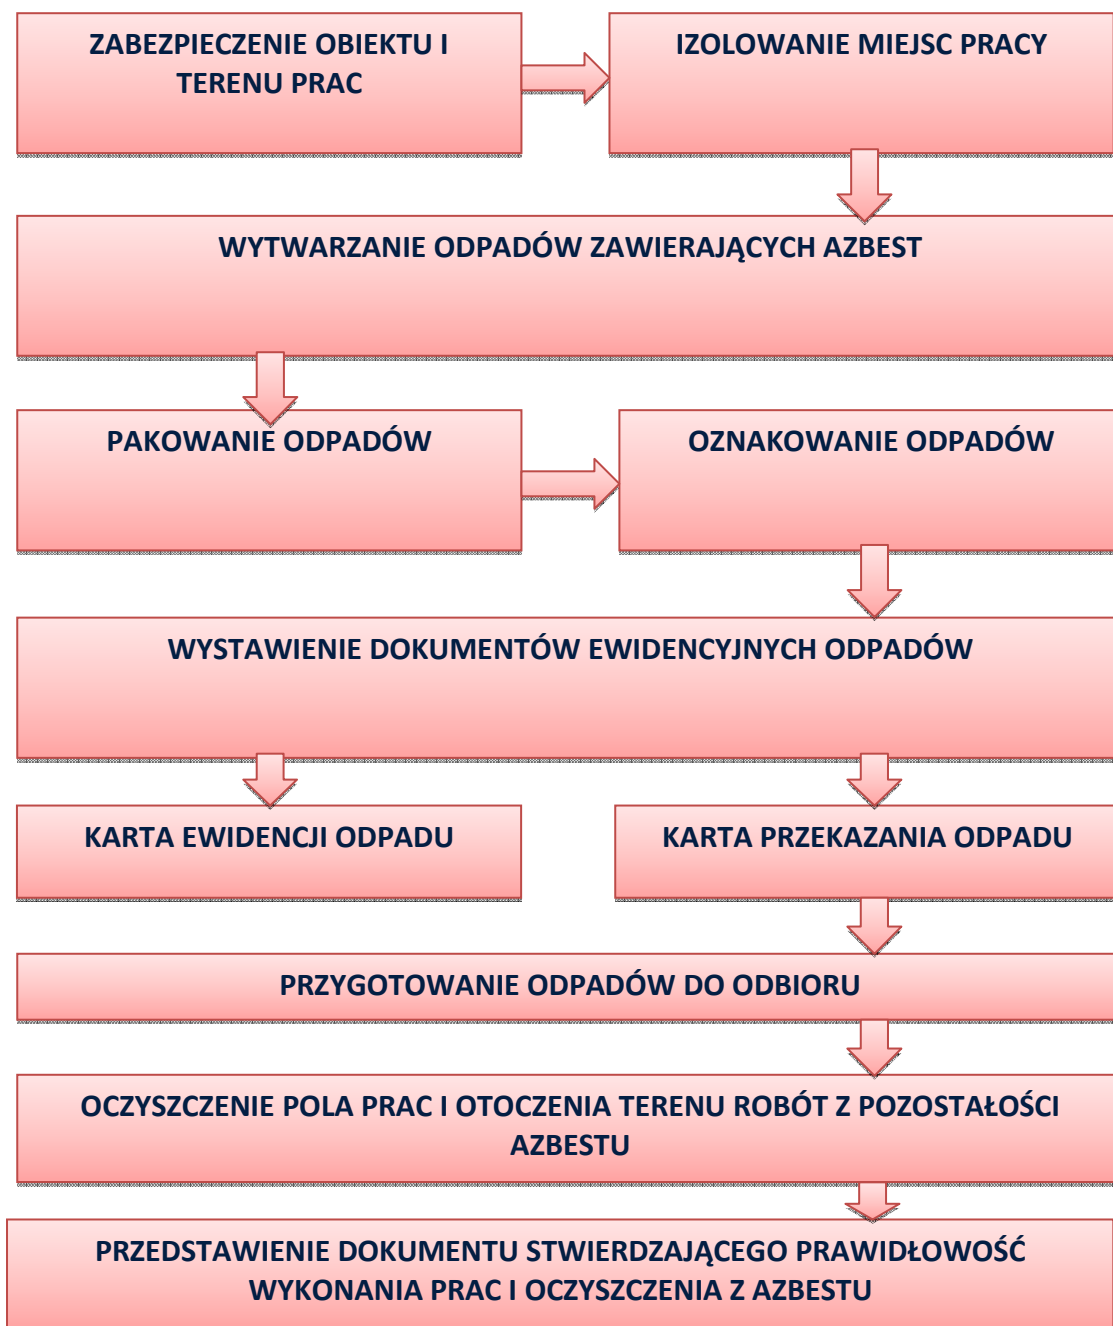 ZABEZPIECZENIE OBIEKTU I
TERENU PRAC
IZOLOWANIE MIEJSC PRACY
WYTWARZANIE ODPADÓW ZAWIERAJĄCYCH AZBEST
PAKOWANIE ODPADÓW
OZNAKOWANIE ODPADÓW
WYSTAWIENIE DOKUMENTÓW EWIDENCYJNYCH ODPADÓW
KARTA EWIDENCJI ODPADU
KARTA PRZEKAZANIA ODPADU
PRZYGOTOWANIE ODPADÓW DO ODBIORU
OCZYSZCZENIE POLA PRAC I OTOCZENIA TERENU ROBÓT Z POZOSTAŁOŚCI
AZBESTU
PRZEDSTAWIENIE DOKUMENTU STWIERDZAJĄCEGO PRAWIDŁOWOŚĆ
WYKONANIA PRAC I OCZYSZCZENIA Z AZBESTU